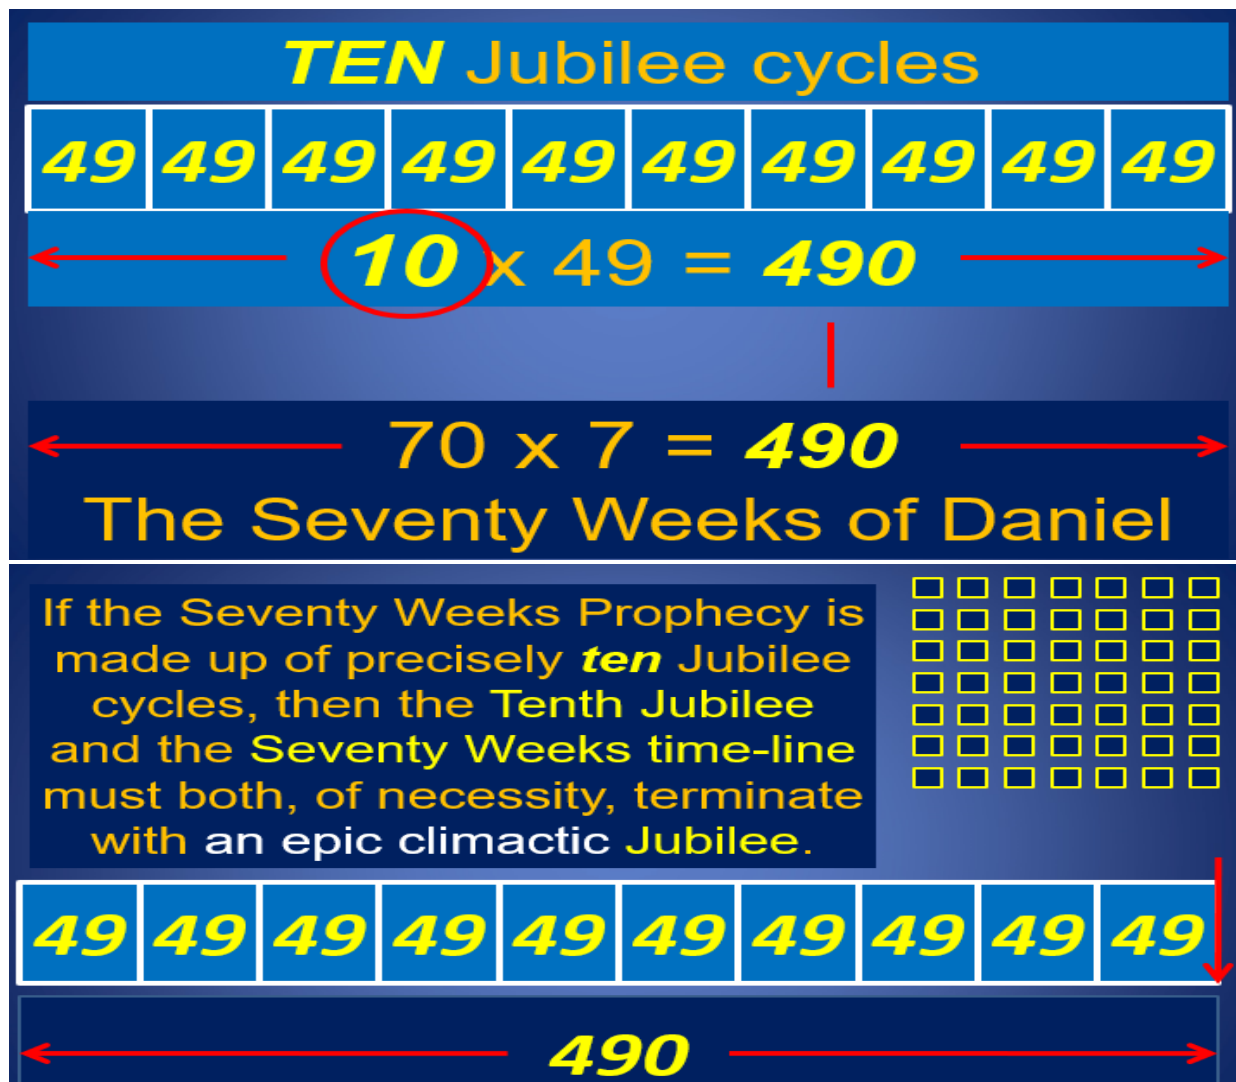 TEN Jubilee cycles
49 49 49 49 49 49 49 49 49 49
10 x 49 = 490
70 x 7 = 490
The Seventy Weeks of Daniel
If the Seventy Weeks Prophecy is
made up of precisely ten Jubilee
cycles, then the Tenth Jubilee
and the Seventy Weeks time-line
must both, of necessity, terminate
with an epic climactic Jubilee.
49 49 49 49 49 49 49 49 49 49
490